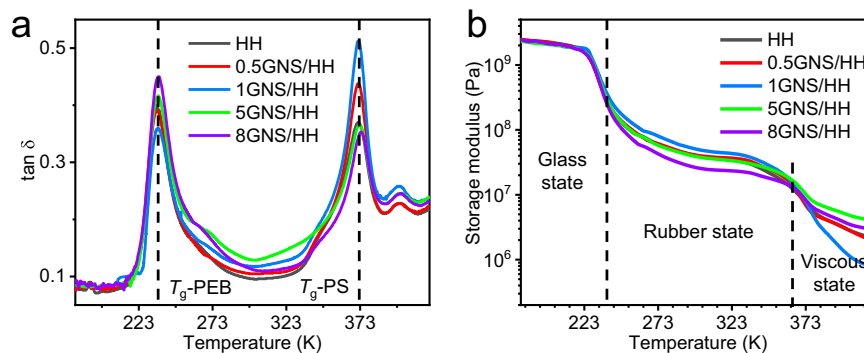 a
0.5
0.3
0.1
tan δ
HH
0.5GNS/HH
1GNS/HH
5GNS/HH
8GNS/HH
Tg-PEB
Tg-PS
223
273
323
373
Temperature (K)
b
10⁹
10⁸
10⁷
10⁶
Storage modulus (Pa)
HH
0.5GNS/HH
1GNS/HH
5GNS/HH
8GNS/HH
Glass
state
Rubber state
Viscous
state
223
273
323
373
Temperature (K)